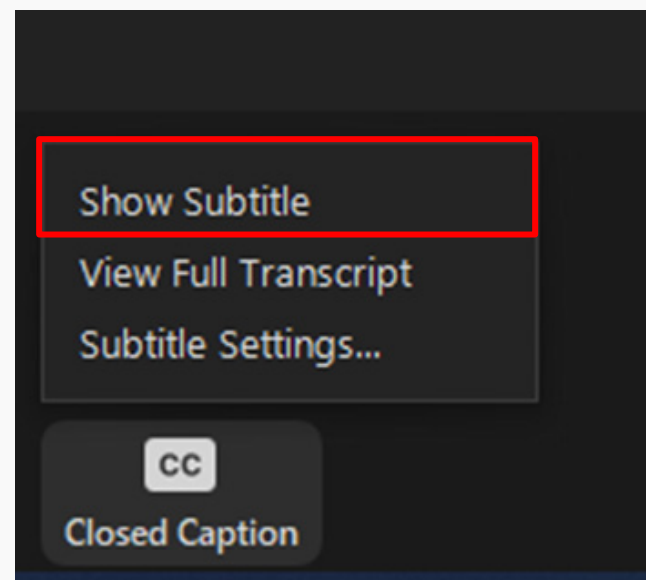 Show Subtitle
View Full Transcript
Subtitle Settings...
CC
Closed Caption